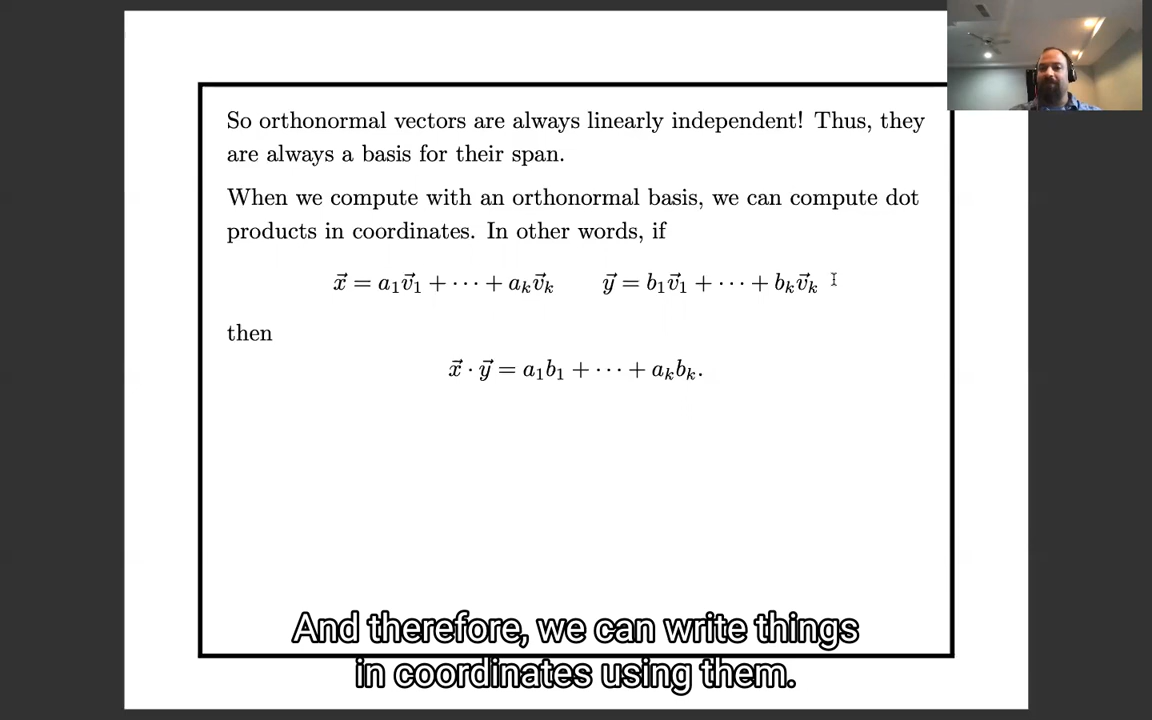 So orthonormal vectors are always linearly independent! Thus, they
are always a basis for their span.
When we compute with an orthonormal basis, we can compute dot
products in coordinates. In other words, if
x⃗ = a₁v⃗₁ + ··· + aₖv⃗ₖ  y⃗ = b₁v⃗₁ + ··· + bₖv⃗ₖ
then
x⃗ · y⃗ = a₁b₁ + ··· + aₖbₖ.
And therefore, we can write things
in coordinates using them.